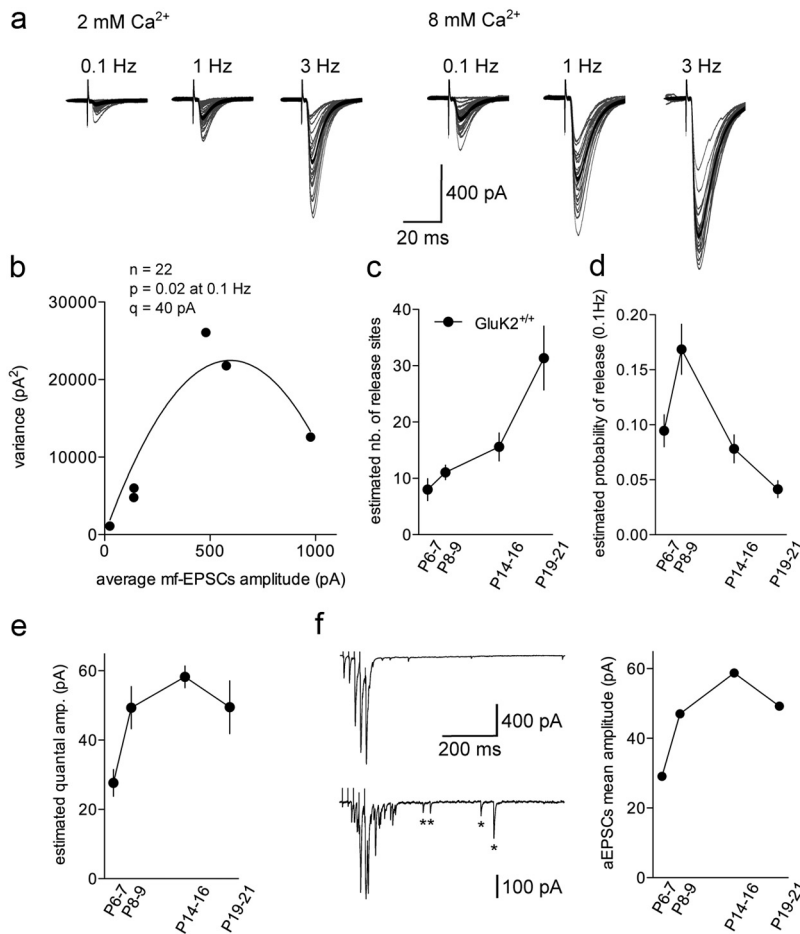 a
2 mM Ca²⁺
8 mM Ca²⁺
0.1 Hz
1 Hz
3 Hz
0.1 Hz
1 Hz
3 Hz
400 pA
20 ms
b
n = 22
p = 0.02 at 0.1 Hz
q = 40 pA
variance (pA²)
30000
20000
10000
0
0
500
1000
average mf-EPSCs amplitude (pA)
c
GluK2⁺/⁺
estimated nb. of release sites
40
30
20
10
0
P6-7
P8-9
P14-16
P19-21
d
estimated probability of release (0.1Hz)
0.20
0.15
0.10
0.05
0.00
P6-7
P8-9
P14-16
P19-21
e
estimated quantal amp. (pA)
60
40
20
0
P6-7
P8-9
P14-16
P19-21
f
400 pA
200 ms
**
*
*
100 pA
aEPSCs mean amplitude (pA)
60
40
20
0
P6-7
P8-9
P14-16
P19-21